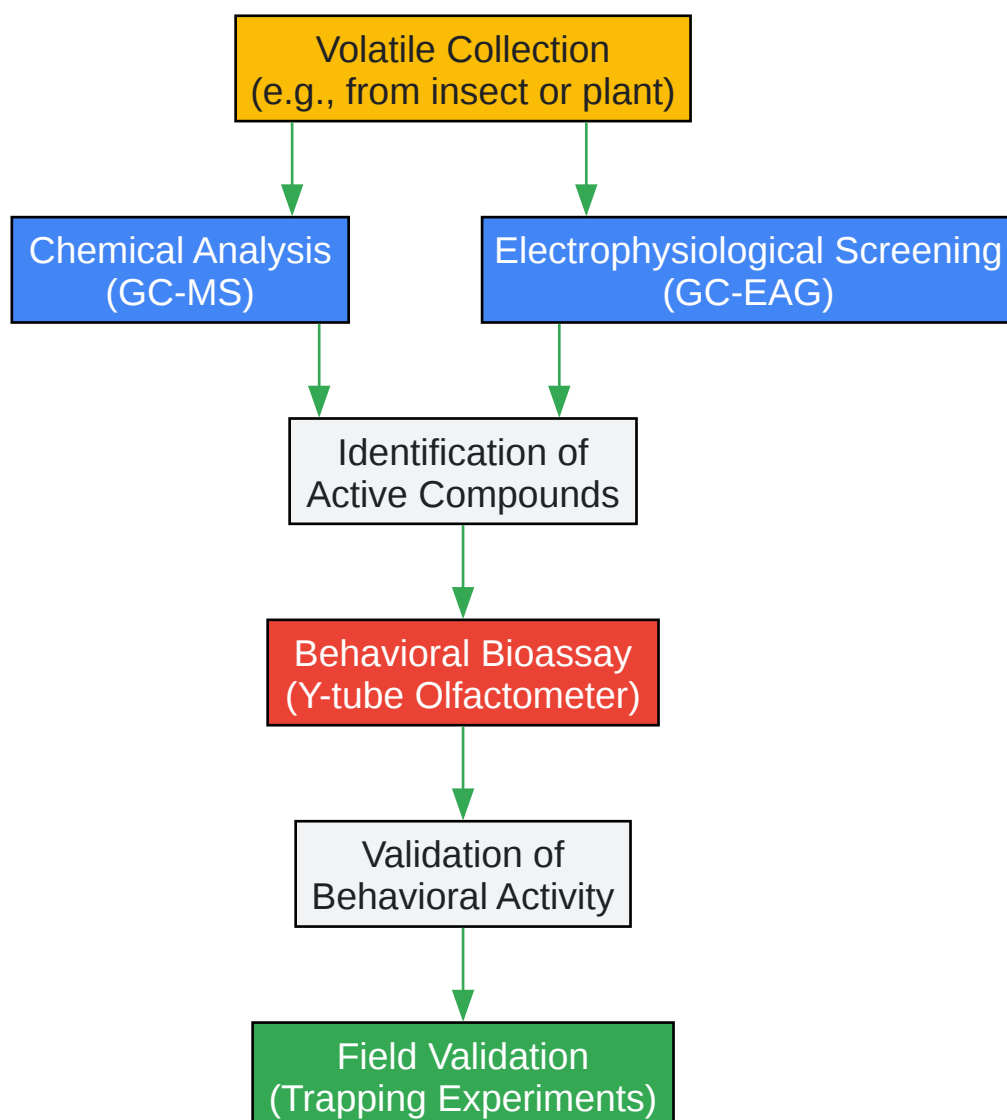 Volatile Collection
(e.g., from insect or plant)
Chemical Analysis
(GC-MS)
Electrophysiological Screening
(GC-EAG)
Identification of
Active Compounds
Behavioral Bioassay
(Y-tube Olfactometer)
Validation of
Behavioral Activity
Field Validation
(Trapping Experiments)